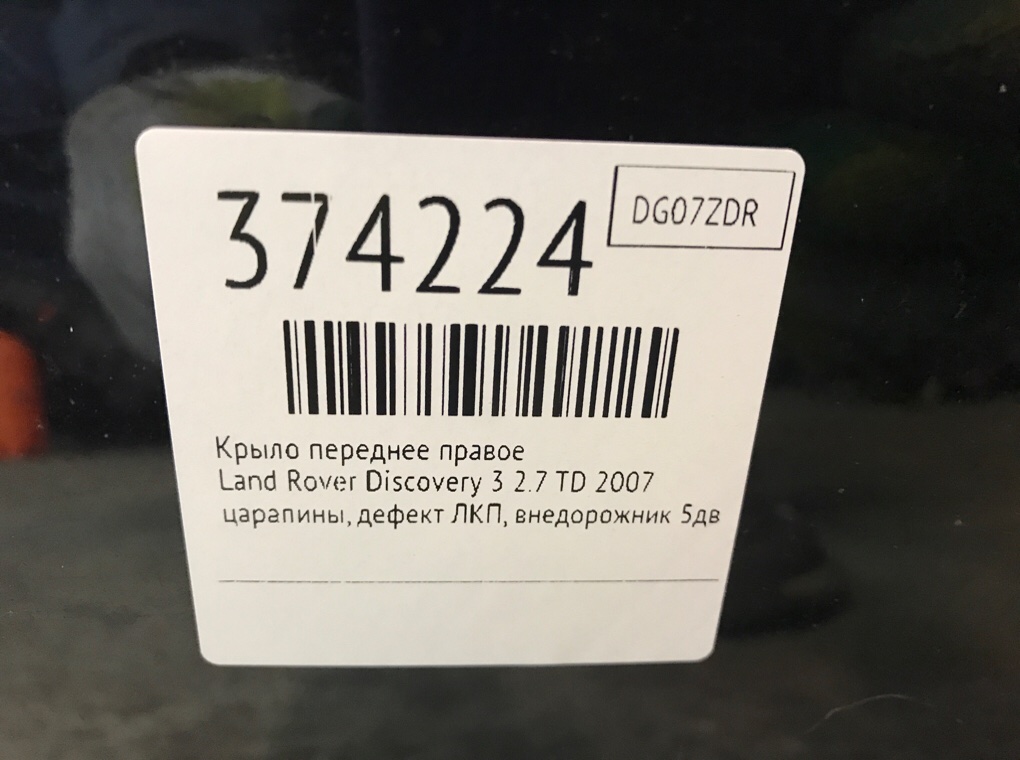 374224
DG07ZDR
Крыло переднее правое
Land Rover Discovery 3 2.7 TD 2007
царапины, дефект ЛКП, внедорожник 5дв